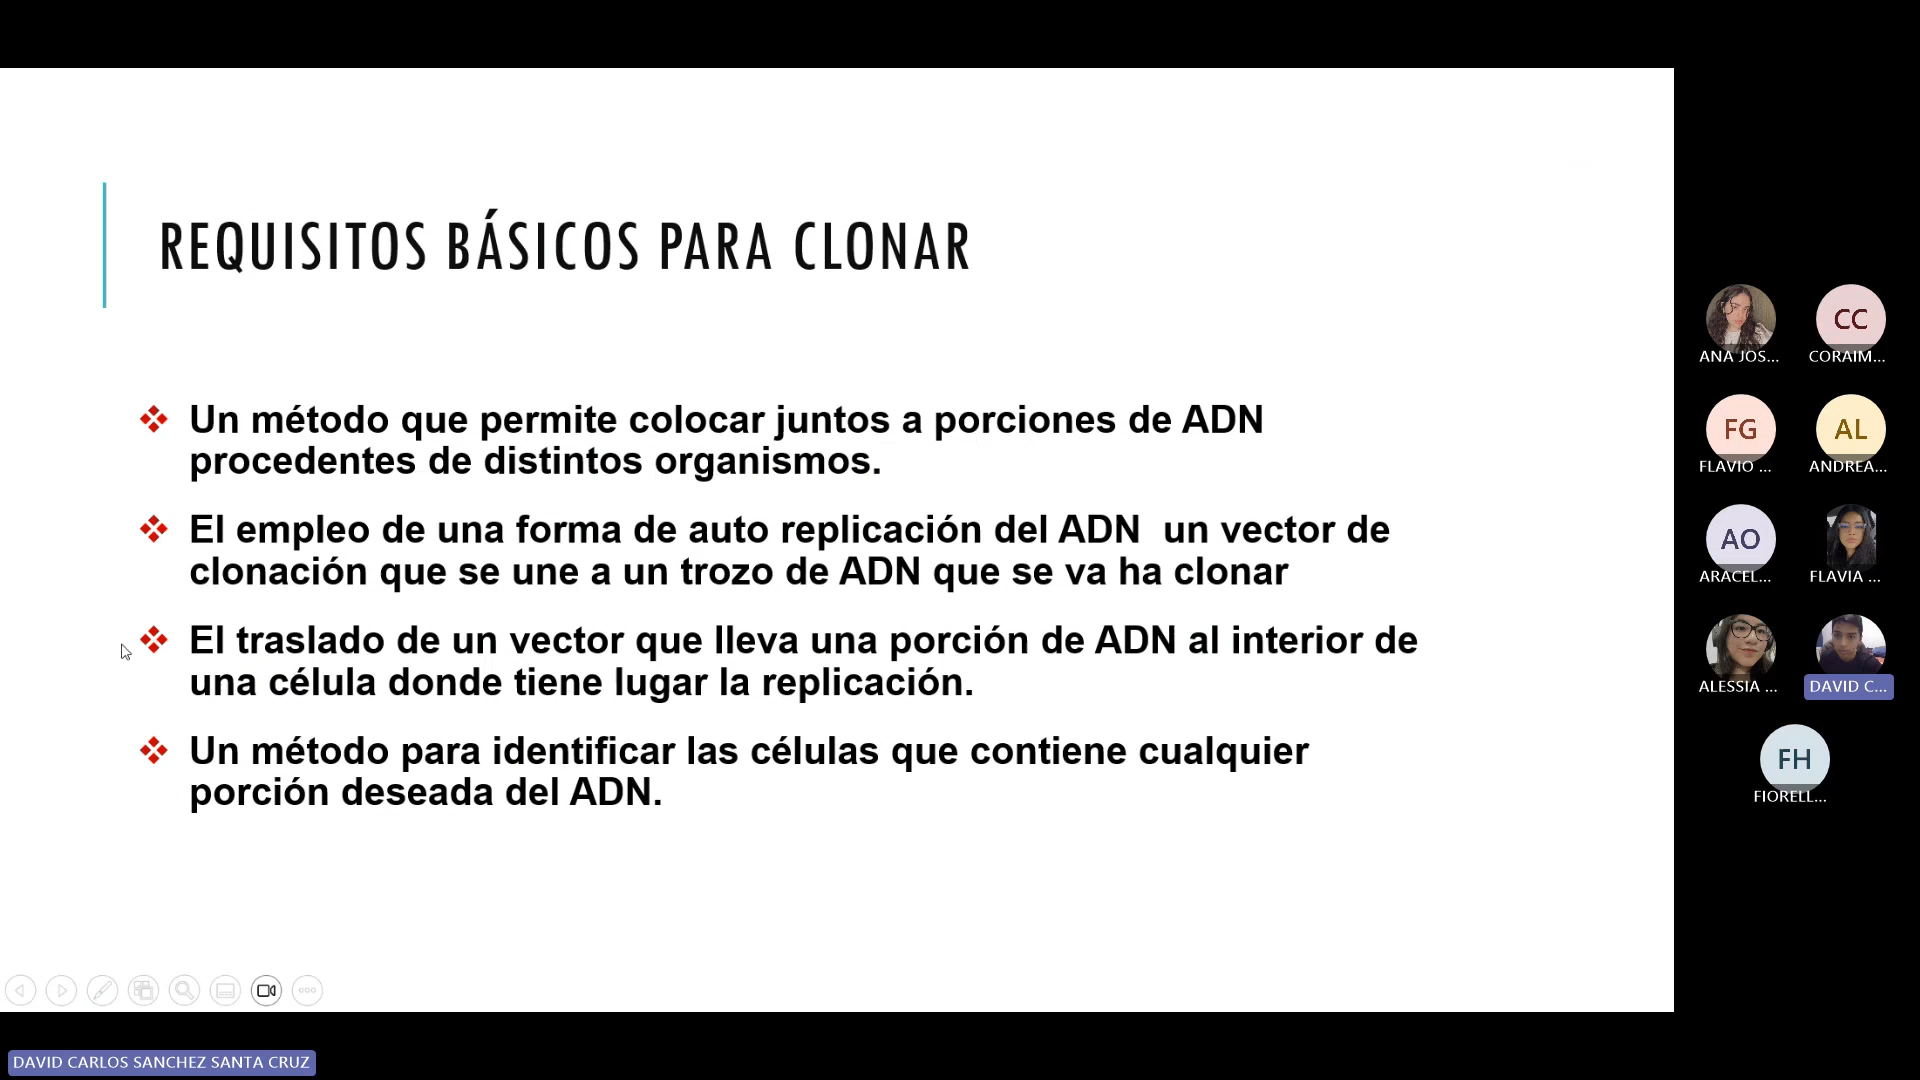 REQUISITOS BÁSICOS PARA CLONAR
Un método que permite colocar juntos a porciones de ADN
procedentes de distintos organismos.
El empleo de una forma de auto replicación del ADN  un vector de
clonación que se une a un trozo de ADN que se va ha clonar
El traslado de un vector que lleva una porción de ADN al interior de
una célula donde tiene lugar la replicación.
Un método para identificar las células que contiene cualquier
porción deseada del ADN.
ANA JOS...
CC
CORAIM...
FG
FLAVIO ...
AL
ANDREA...
AO
ARACEL...
FLAVIA ...
ALESSIA ...
DAVID C...
FH
FIORELL...
DAVID CARLOS SANCHEZ SANTA CRUZ